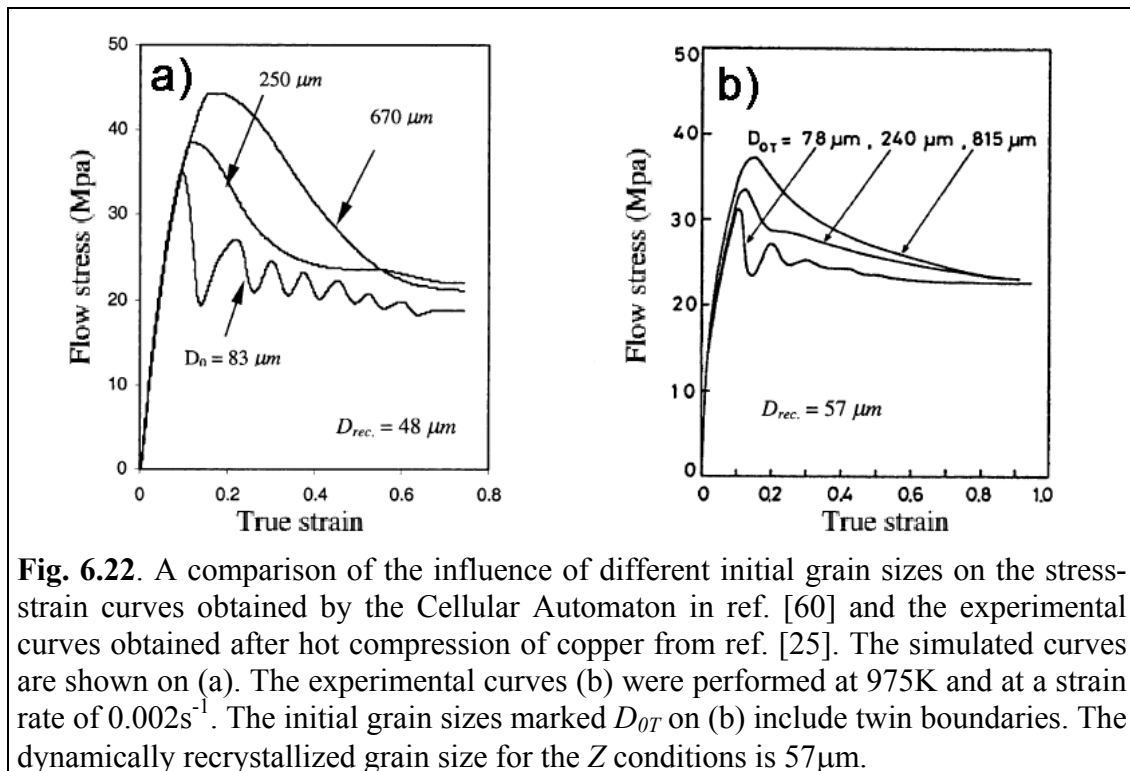 a)
250 μm
670 μm
50
40
30
20
10
0
Flow stress (Mpa)
D₀ = 83 μm
D_rec. = 48 μm
0 0.2 0.4 0.6 0.8
True strain
b)
D₀T = 78 μm , 240 μm , 815 μm
50
40
30
20
10
0
Flow stress (Mpa)
D_rec. = 57 μm
0 0.2 0.4 0.6 0.8 1.0
True strain
Fig. 6.22. A comparison of the influence of different initial grain sizes on the stress-
strain curves obtained by the Cellular Automaton in ref. [60] and the experimental
curves obtained after hot compression of copper from ref. [25]. The simulated curves
are shown on (a). The experimental curves (b) were performed at 975K and at a strain
rate of 0.002s⁻¹. The initial grain sizes marked D₀T on (b) include twin boundaries. The
dynamically recrystallized grain size for the Z conditions is 57μm.